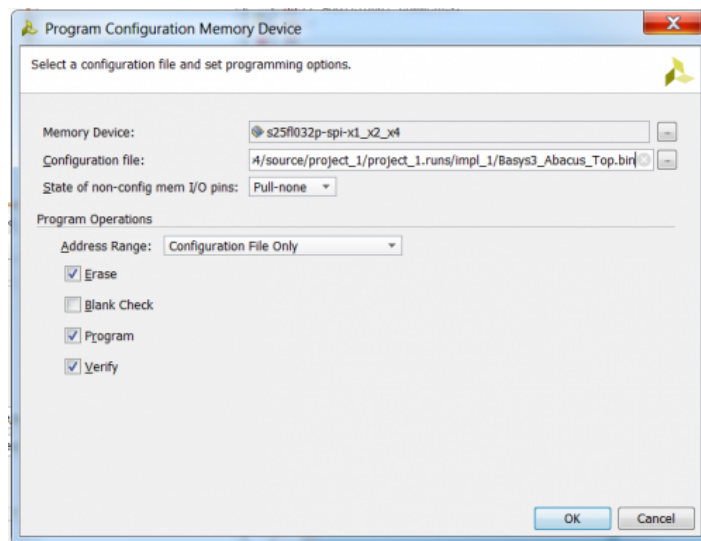 Program Configuration Memory Device
Select a configuration file and set programming options.
Memory Device: s25fl032p-spi-x1_x2_x4 ...
Configuration file: 4/source/project_1/project_1.runs/impl_1/Basys3_Abacus_Top.bin ...
State of non-config mem I/O pins: Pull-none
Program Operations
Address Range: Configuration File Only
Erase
Blank Check
Program
Verify
OK Cancel